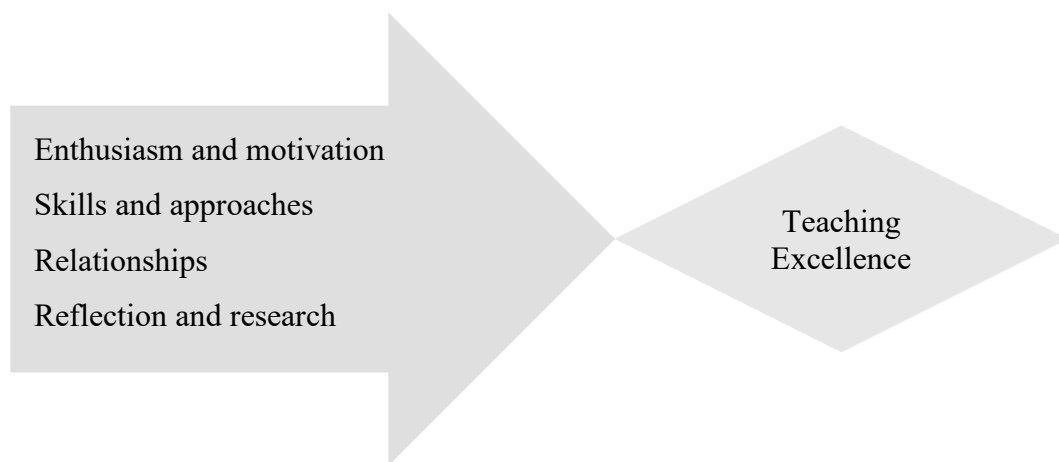 Enthusiasm and motivation
Skills and approaches
Relationships
Reflection and research
Teaching
Excellence